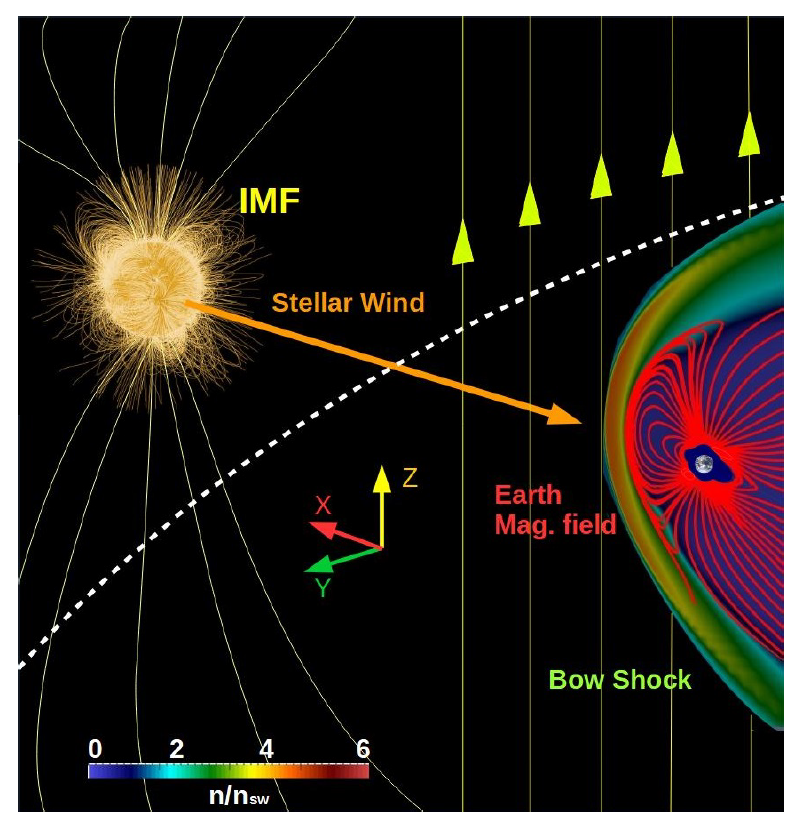 IMF
Stellar Wind
Z
X
Y
Earth
Mag. field
Bow Shock
0 2 4 6
n/nsw